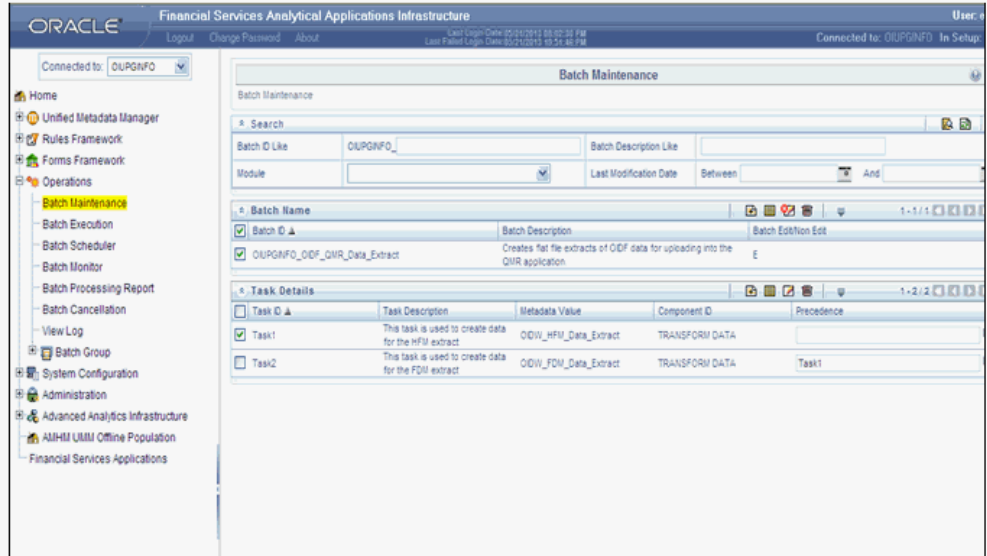 ORACLE
Financial Services Analytical Applications Infrastructure
User:
Logout Change Password About
Last Login Date:
Last Failed Login Date:
Connected to: OIUPGINFO In Setup:
Connected to: OIUPGINFO
Home
Unified Metadata Manager
Rules Framework
Forms Framework
Operations
Batch Maintenance
Batch Execution
Batch Scheduler
Batch Monitor
Batch Processing Report
Batch Cancellation
View Log
Batch Group
System Configuration
Administration
Advanced Analytics Infrastructure
AMHM UMM Offline Population
Financial Services Applications
Batch Maintenance
Batch Maintenance
Search
Batch ID Like OIUPGINFO_ Batch Description Like
Module Last Modification Date Between And
Batch Name 1-1/1
Batch ID Batch Description Batch Edit/Non Edit
OIUPGINFO_OIDF_QMR_Data_Extract Creates flat file extracts of OIDF data for uploading into the QMR application E
Task Details 1-2/2
Task ID Task Description Metadata Value Component ID Precedence
Task1 This task is used to create data for the HFM extract OIDW_HFM_Data_Extract TRANSFORM DATA
Task2 This task is used to create data for the FDM extract OIDW_FDM_Data_Extract TRANSFORM DATA Task1